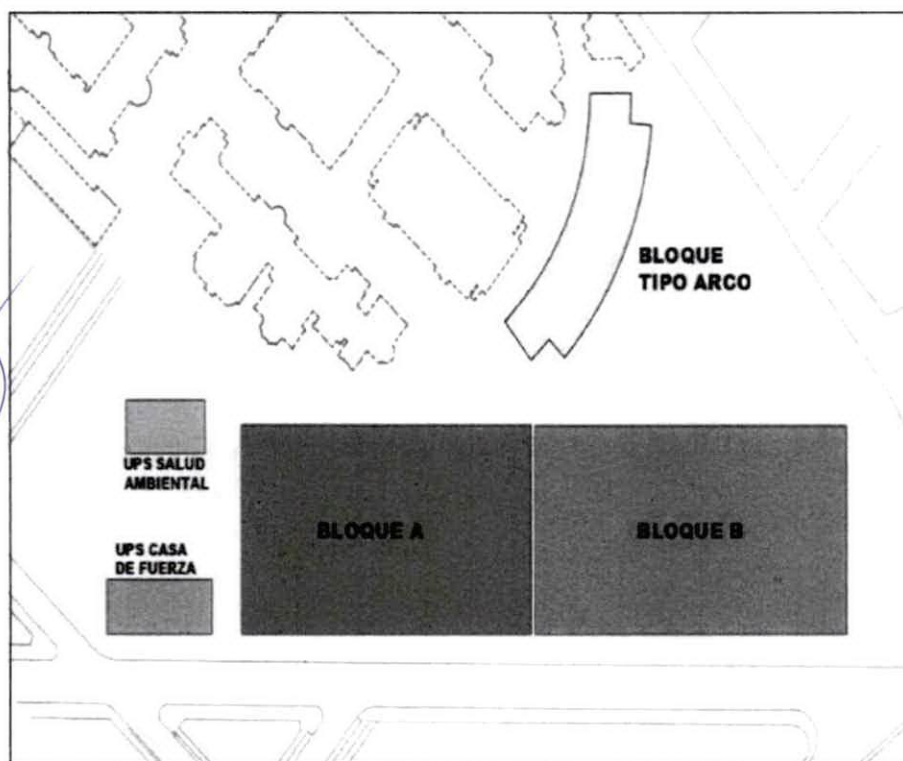 BLOQUE
TIPO ARCO
UPS SALUD
AMBIENTAL
UPS CASA
DE FUERZA
BLOQUE A
BLOQUE B